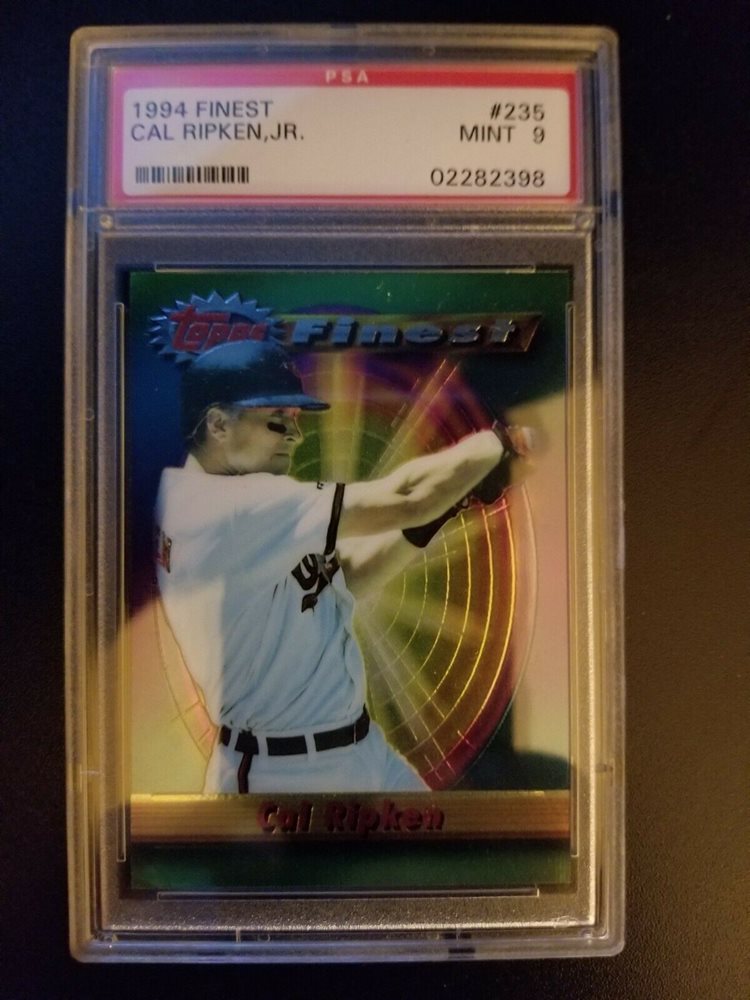 PSA
1994 FINEST #235
CAL RIPKEN,JR. MINT 9
02282398
Topps Finest
Cal Ripken